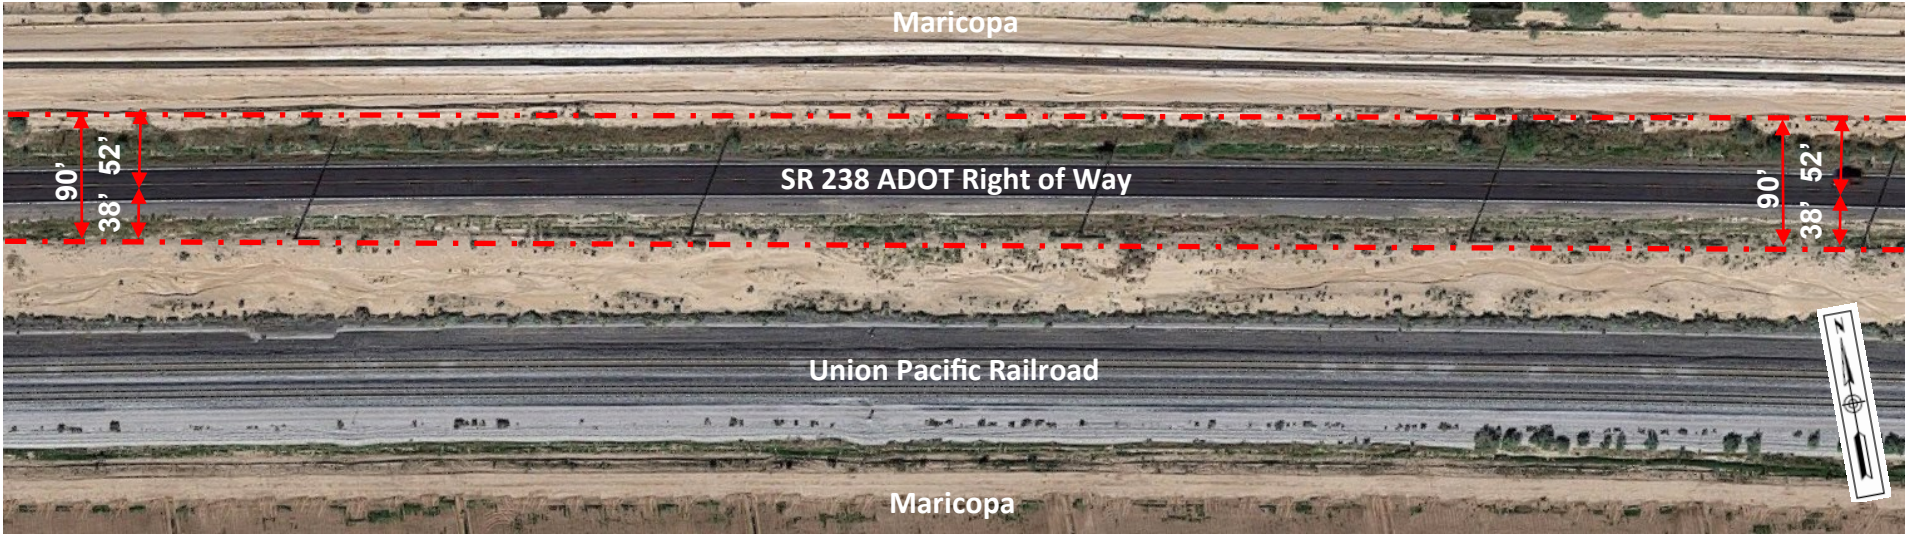 Maricopa
90’
52’
38’
SR 238 ADOT Right of Way
90’
52’
38’
Union Pacific Railroad
N
Maricopa